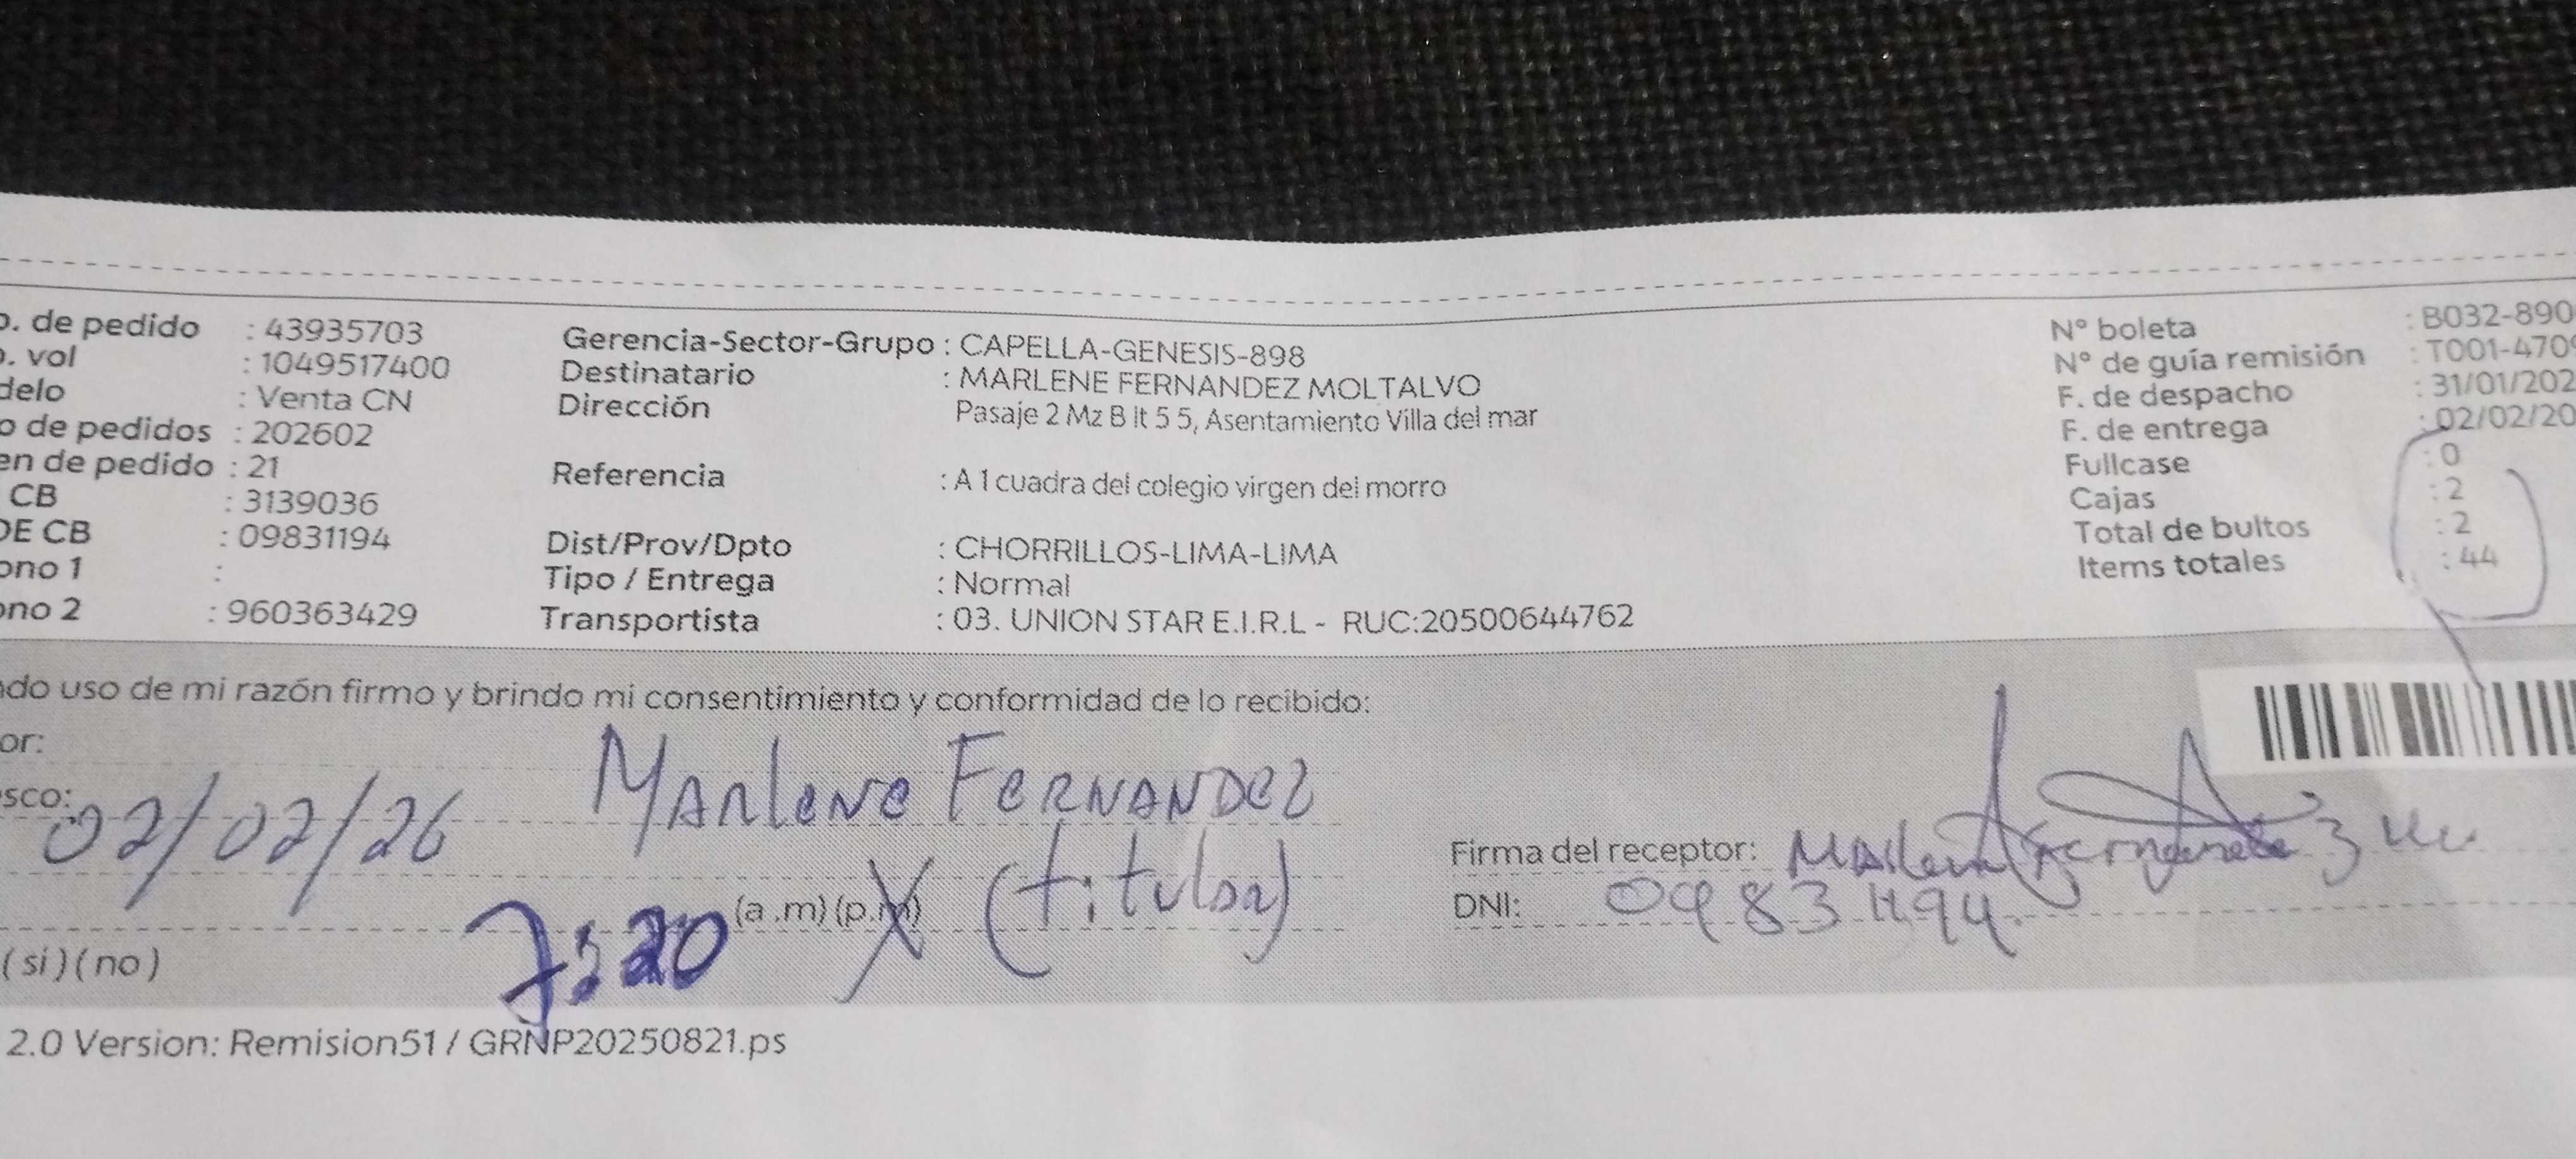 o. de pedido : 43935703
o. vol : 1049517400
delo : Venta CN
o de pedidos : 202602
en de pedido : 21
CB : 3139036
DE CB : 09831194
ono 1 :
ono 2 : 960363429
Gerencia-Sector-Grupo : CAPELLA-GENESIS-898
Destinatario : MARLENE FERNANDEZ MOLTALVO
Dirección Pasaje 2 Mz B lt 5 5, Asentamiento Villa del mar
Referencia : A 1 cuadra del colegio virgen del morro
Dist/Prov/Dpto : CHORRILLOS-LIMA-LIMA
Tipo / Entrega : Normal
Transportista : 03. UNION STAR E.I.R.L - RUC:20500644762
N° boleta : B032-890
N° de guía remisión : T001-470
F. de despacho : 31/01/202
F. de entrega : 02/02/20
Fullcase : 0
Cajas : 2
Total de bultos : 2
Items totales : 44
ndo uso de mi razón firmo y brindo mi consentimiento y conformidad de lo recibido:
or: Marlene Fernandez
sco: 02/02/26 (titular)
7:20 (a .m) (p.m) X
Firma del receptor: Marlene Fernandez
DNI: 09831194
( si ) ( no )
2.0 Version: Remision51 / GRNP20250821.ps